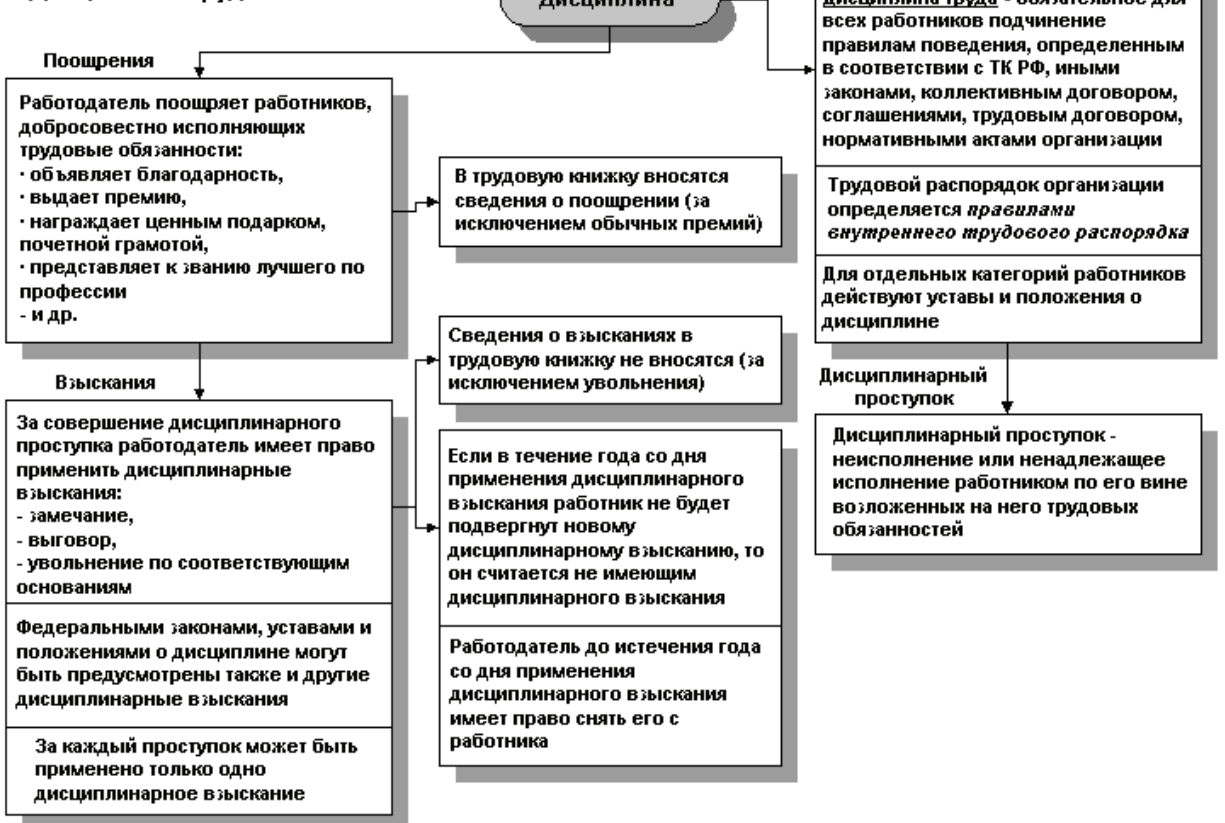 Дисциплина
Дисциплина труда - обязательное для
всех работников подчинение
правилам поведения, определенным
в соответствии с ТК РФ, иными
законами, коллективным договором,
соглашениями, трудовым договором,
нормативными актами организации
Трудовой распорядок организации
определяется правилами
внутреннего трудового распорядка
Для отдельных категорий работников
действуют уставы и положения о
дисциплине
Поощрения
Работодатель поощряет работников,
добросовестно исполняющих
трудовые обязанности:
· объявляет благодарность,
· выдает премию,
· награждает ценным подарком,
почетной грамотой,
· представляет к званию лучшего по
профессии
- и др.
В трудовую книжку вносятся
сведения о поощрении (за
исключением обычных премий)
Взыскания
За совершение дисциплинарного
проступка работодатель имеет право
применить дисциплинарные
взыскания:
- замечание,
- выговор,
- увольнение по соответствующим
основаниям
Федеральными законами, уставами и
положениями о дисциплине могут
быть предусмотрены также и другие
дисциплинарные взыскания
За каждый проступок может быть
применено только одно
дисциплинарное взыскание
Сведения о взысканиях в
трудовую книжку не вносятся (за
исключением увольнения)
Если в течение года со дня
применения дисциплинарного
взыскания работник не будет
подвергнут новому
дисциплинарному взысканию, то
он считается не имеющим
дисциплинарного взыскания
Работодатель до истечения года
со дня применения
дисциплинарного взыскания
имеет право снять его с
работника
Дисциплинарный
проступок
Дисциплинарный проступок -
неисполнение или ненадлежащее
исполнение работником по его вине
возложенных на него трудовых
обязанностей